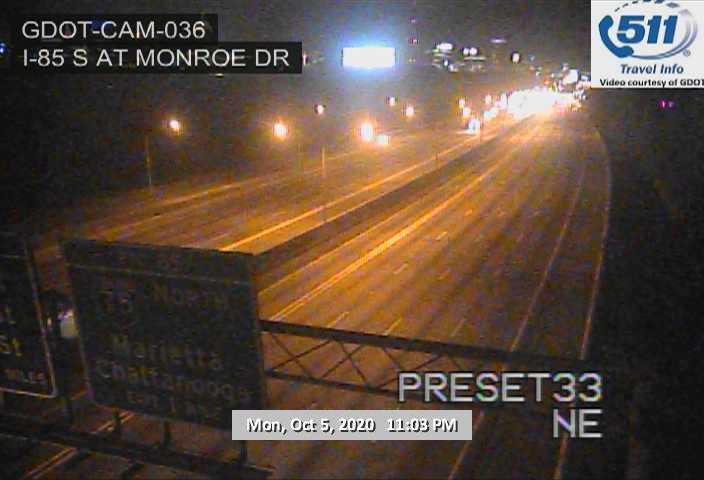 GDOT-CAM-036
I-85 S AT MONROE DR
511
Travel Info
Video courtesy of GDOT
NORTH
75
Marietta
Chattanooga
St
PRESET33
NE
Mon, Oct 5, 2020 11:03 PM